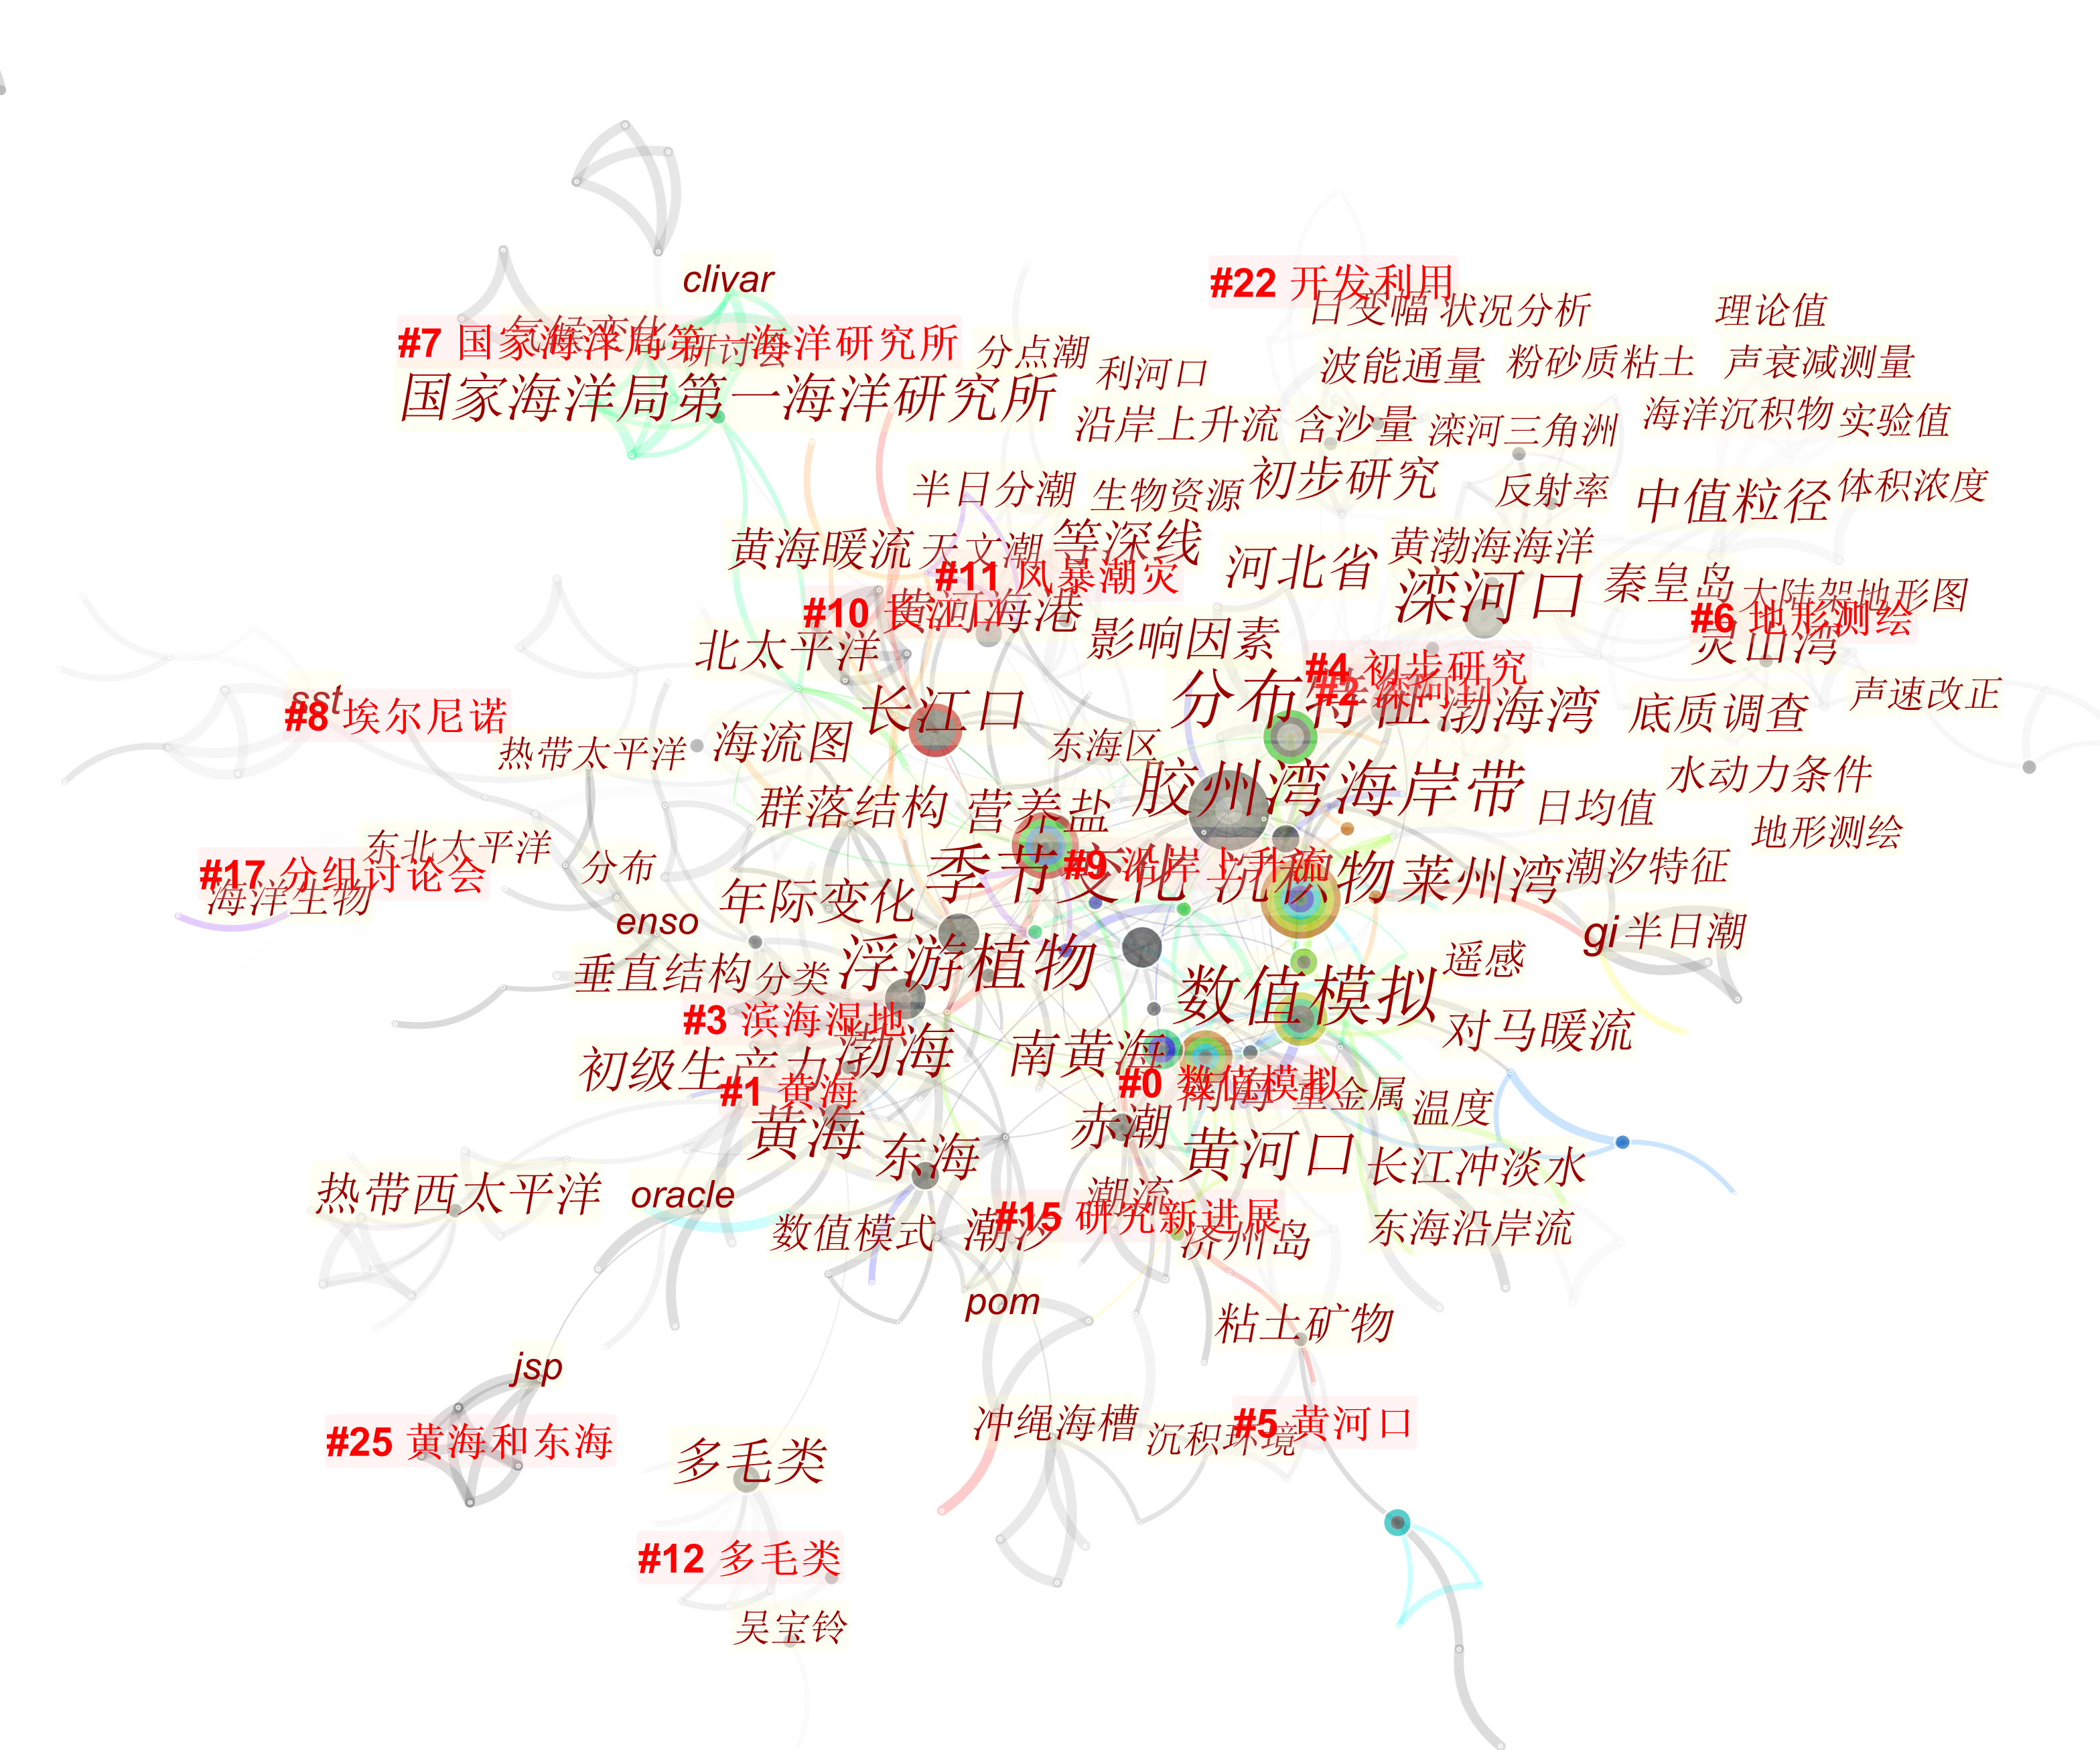 clivar
#22 开发利用
气候变化
研讨会
#7 国家海洋局第一海洋研究所
国家海洋局第一海洋研究所
日变幅
状况分析
理论值
分点潮
利河口
波能通量
粉砂质粘土
声衰减测量
沿岸上升流
含沙量
滦河三角洲
海洋沉积物
实验值
半日分潮
生物资源
初步研究
反射率
中值粒径
体积浓度
黄海暖流
天文潮
等深线
河北省
黄渤海海洋
#11 风暴潮灾
滦河口
秦皇岛
大陆架地形图
#10 长江口
黄河海港
影响因素
#6 地形测绘
灵山湾
北太平洋
#4 初步研究
#2 滦河口
sst
#8 埃尔尼诺
长江口
分布特征
渤海湾
底质调查
声速改正
热带太平洋
海流图
东海区
胶州湾
海岸带
水动力条件
群落结构
营养盐
日均值
地形测绘
东北太平洋
#17 分组讨论会
海洋生物
分布
季节变化
#9 沿岸上升流
沉积物
莱州湾
潮汐特征
年际变化
enso
gi
半日潮
垂直结构
分类
浮游植物
数值模拟
遥感
#3 滨海湿地
对马暖流
初级生产力
渤海
南黄海
#1 黄海
#0 数值模拟
南海
重金属
温度
黄海
东海
赤潮
黄河口
长江冲淡水
热带西太平洋
oracle
潮流
#15 研究新进展
数值模式
潮汐
济州岛
东海沿岸流
pom
粘土矿物
jsp
#25 黄海和东海
冲绳海槽
沉积环境
#5 黄河口
多毛类
#12 多毛类
吴宝铃